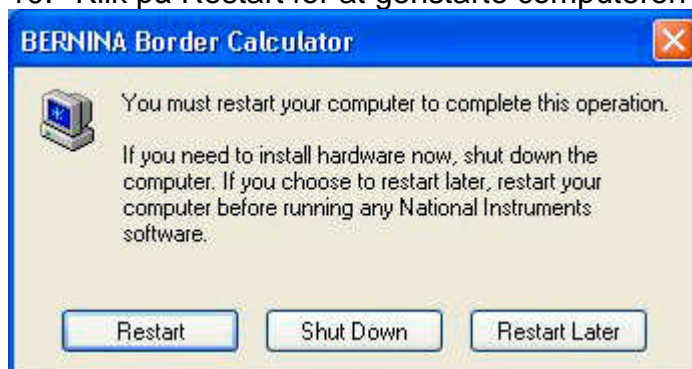 Klik på Restart for at genstarte computeren
BERNINA Border Calculator
You must restart your computer to complete this operation.
If you need to install hardware now, shut down the
computer. If you choose to restart later, restart your
computer before running any National Instruments
software.
Restart Shut Down Restart Later